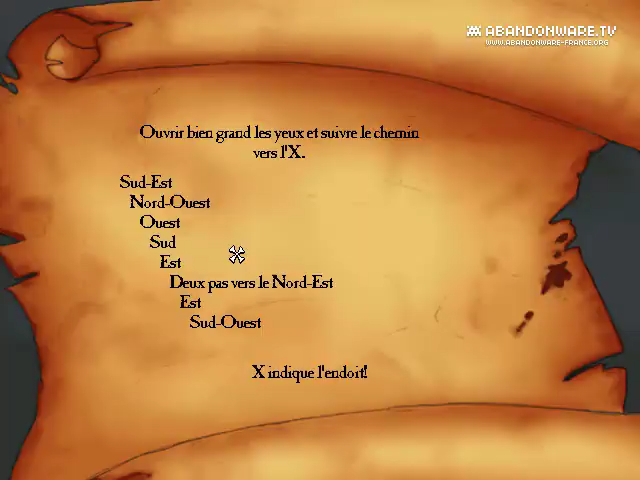 ABANDONWARE.TV
WWW.ABANDONWARE-FRANCE.ORG
Ouvrir bien grand les yeux et suivre le chemin
vers l'X.
Sud-Est
Nord-Ouest
Ouest
Sud
Est
Deux pas vers le Nord-Est
Est
Sud-Ouest
X indique l'endoit!